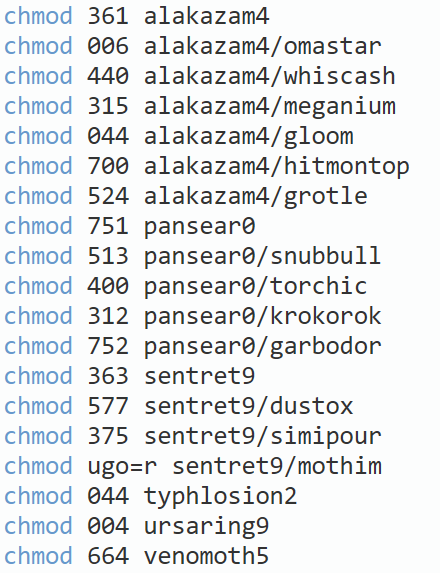 chmod 361 alakazam4
chmod 006 alakazam4/omastar
chmod 440 alakazam4/whiscash
chmod 315 alakazam4/meganium
chmod 044 alakazam4/gloom
chmod 700 alakazam4/hitmontop
chmod 524 alakazam4/grotle
chmod 751 pansear0
chmod 513 pansear0/snubbull
chmod 400 pansear0/torchic
chmod 312 pansear0/krokorok
chmod 752 pansear0/garbodor
chmod 363 sentret9
chmod 577 sentret9/dustox
chmod 375 sentret9/simipour
chmod ugo=r sentret9/mothim
chmod 044 typhlosion2
chmod 004 ursaring9
chmod 664 venomoth5